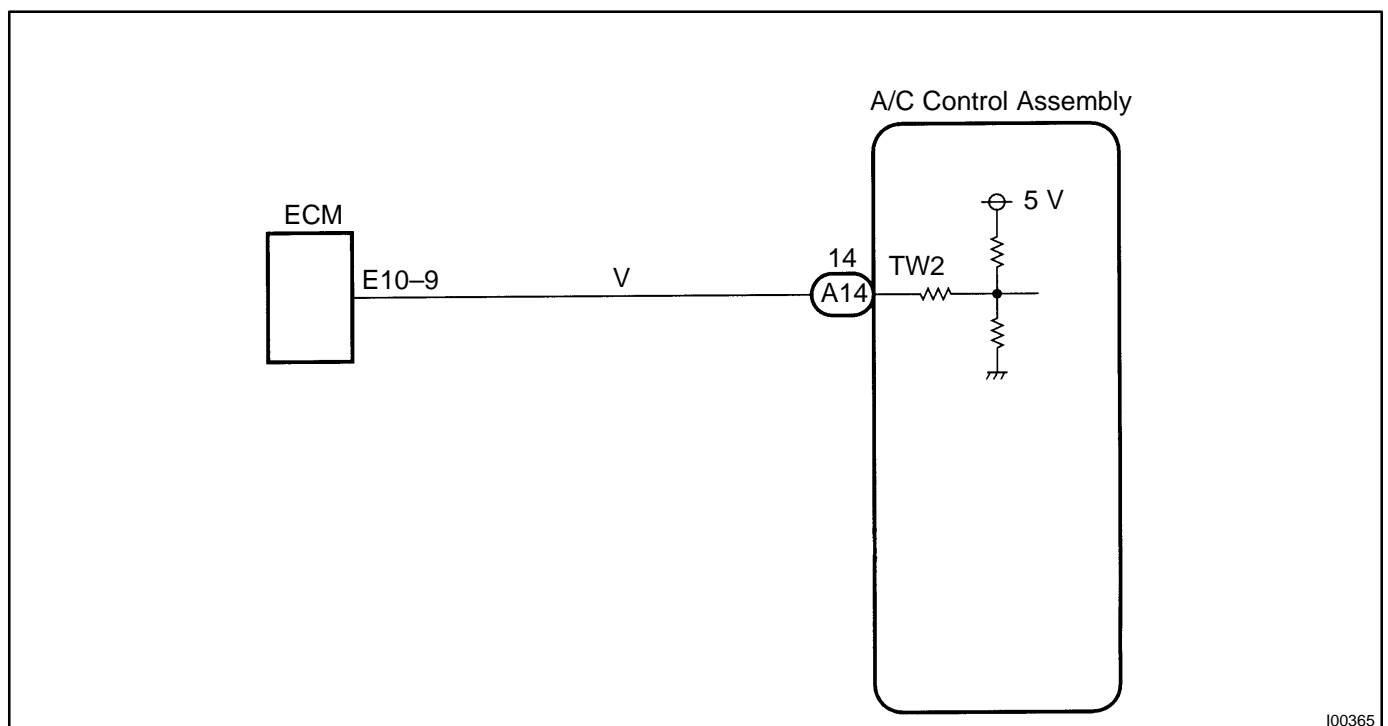 A/C Control Assembly
5 V
ECM
14
TW2
E10–9
V
A14
I00365